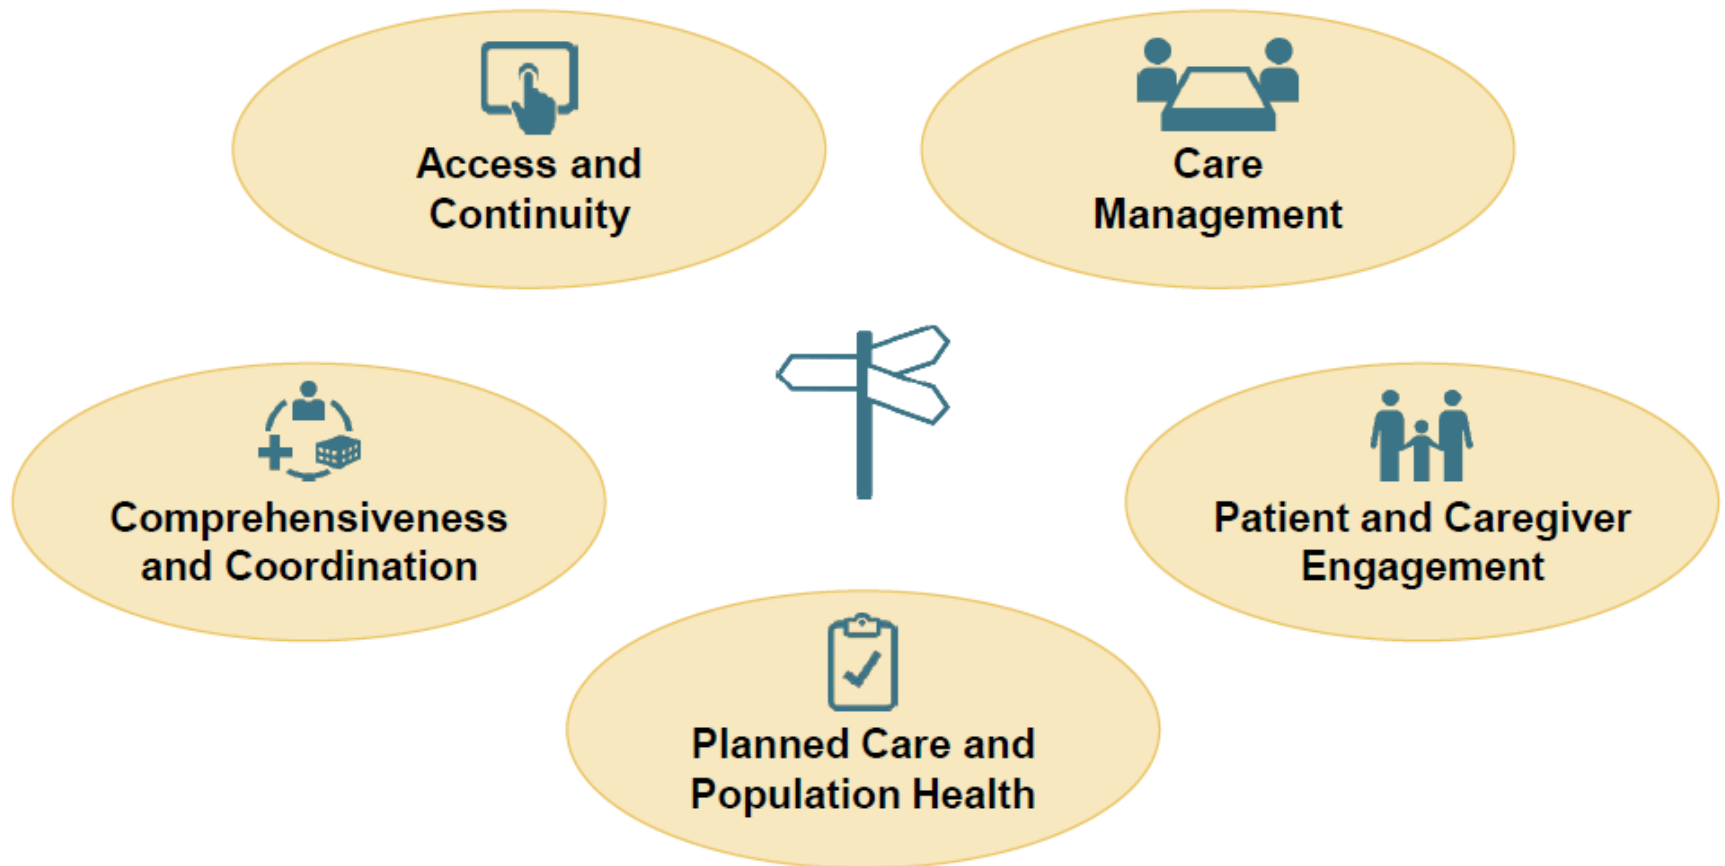 Access and
Continuity
Care
Management
Comprehensiveness
and Coordination
Patient and Caregiver
Engagement
Planned Care and
Population Health